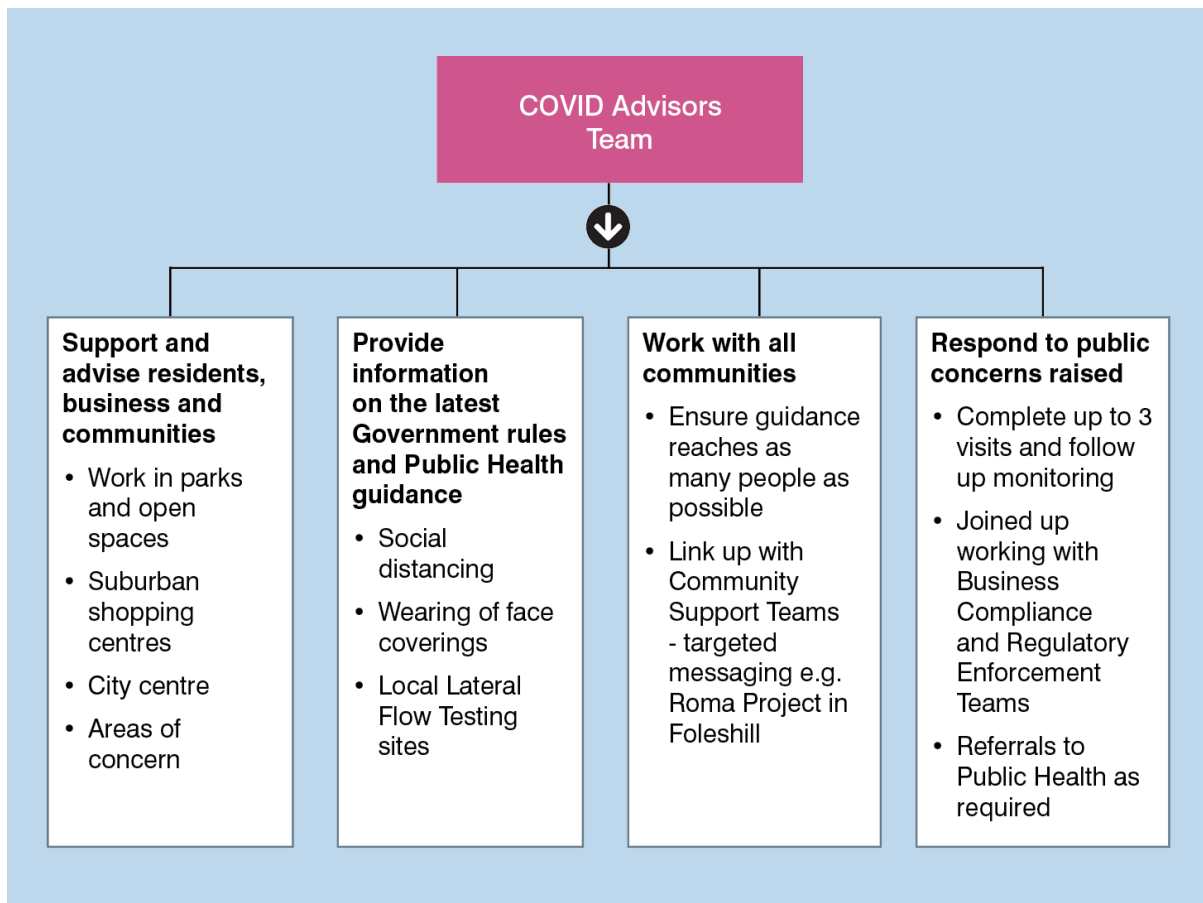 COVID Advisors
Team
Support and
advise residents,
business and
communities
• Work in parks
and open
spaces
• Suburban
shopping
centres
• City centre
• Areas of
concern
Provide
information
on the latest
Government rules
and Public Health
guidance
• Social
distancing
• Wearing of face
coverings
• Local Lateral
Flow Testing
sites
Work with all
communities
• Ensure guidance
reaches as
many people as
possible
• Link up with
Community
Support Teams
- targeted
messaging e.g.
Roma Project in
Foleshill
Respond to public
concerns raised
• Complete up to 3
visits and follow
up monitoring
• Joined up
working with
Business
Compliance
and Regulatory
Enforcement
Teams
• Referrals to
Public Health as
required